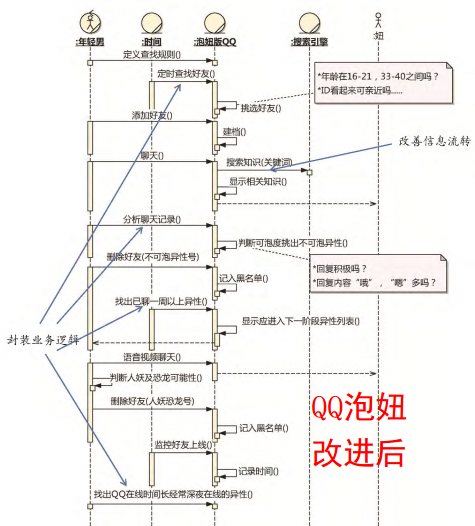 :年轻男
:时间
:泡妞版QQ
:搜索引擎
:妞
定义查找规则()
定时查找好友()
*年龄在16-21，33-40之间吗？
*ID看起来可亲近吗......
挑选好友()
添加好友()
建档()
改善信息流转
聊天()
搜索知识(关键词)
显示相关知识()
分析聊天记录()
判断可泡度挑出不可泡异性()
删除好友(不可泡异性号)
*回复积极吗？
*回复内容“哦”，“嗯”多吗？
记入黑名单()
找出已聊一周以上异性()
显示应进入下一阶段异性列表()
封装业务逻辑
语音视频聊天()
判断人妖及恐龙可能性()
删除好友(人妖恐龙号)
QQ泡妞
改进后
记入黑名单()
监控好友上线()
记录时间()
找出QQ在线时间长经常深夜在线的异性()